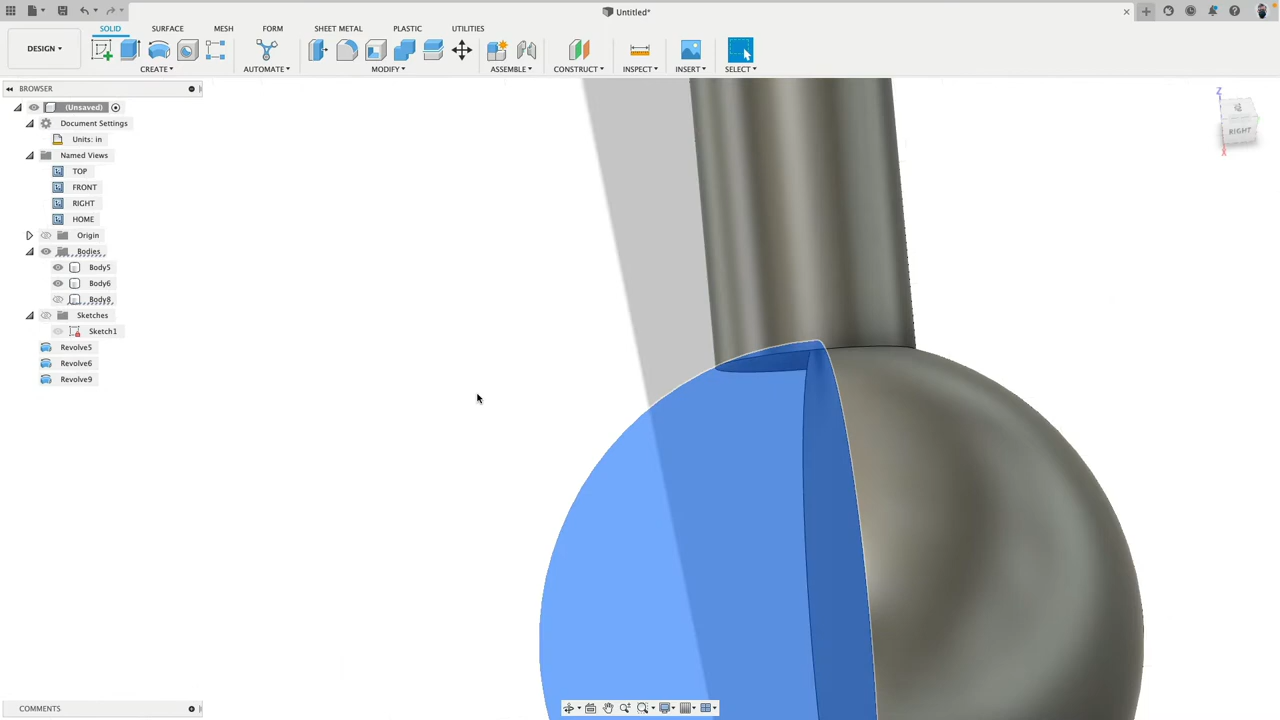 Untitled*
SOLID SURFACE MESH FORM SHEET METAL PLASTIC UTILITIES
DESIGN
CREATE AUTOMATE MODIFY ASSEMBLE CONSTRUCT INSPECT INSERT SELECT
BROWSER
(Unsaved)
Document Settings
Units: in
Named Views
TOP
FRONT
RIGHT
HOME
Origin
Bodies
Body5
Body6
Body8
Sketches
Sketch1
Revolve5
Revolve6
Revolve9
Z
RIGHT
X
COMMENTS